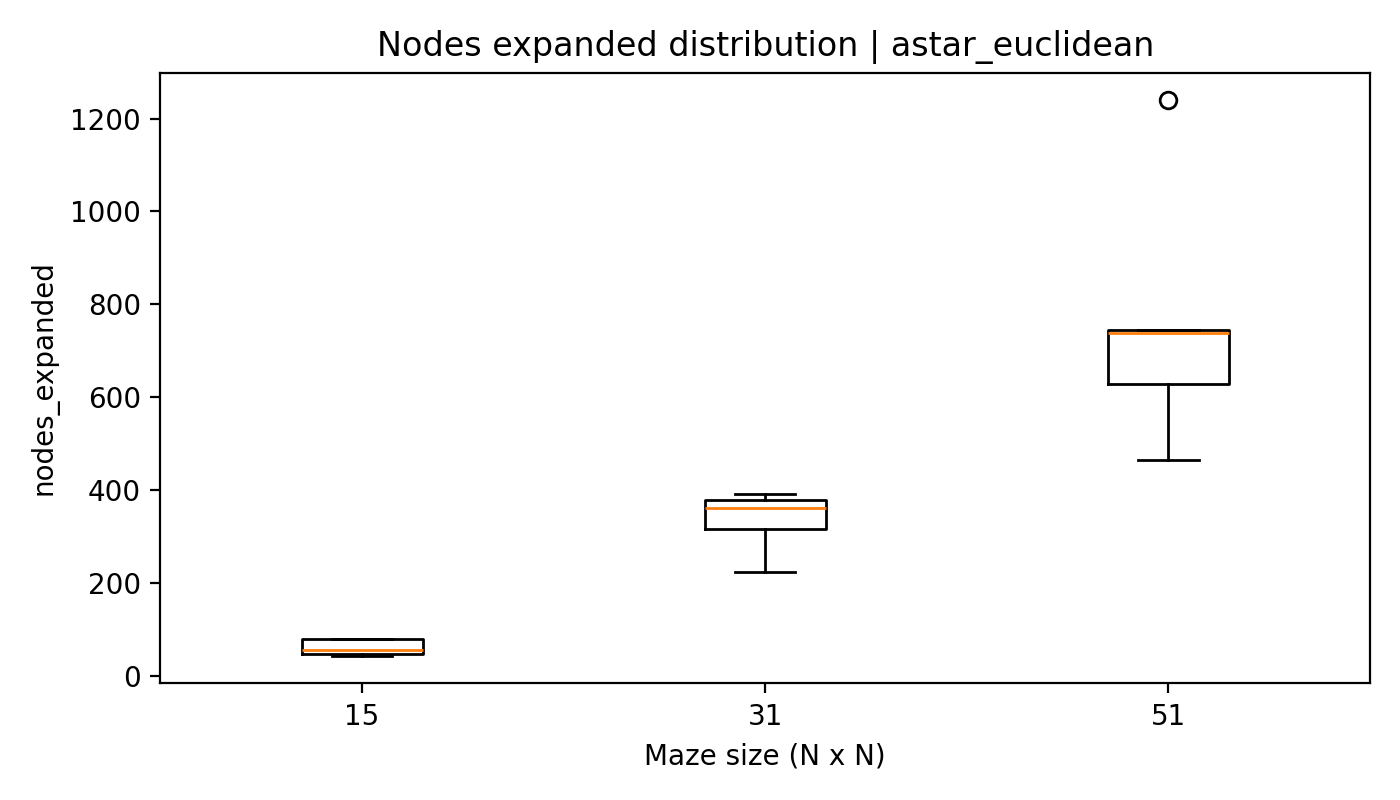 Nodes expanded distribution | astar_euclidean
nodes_expanded
1200
1000
800
600
400
200
0
15 31 51
Maze size (N x N)